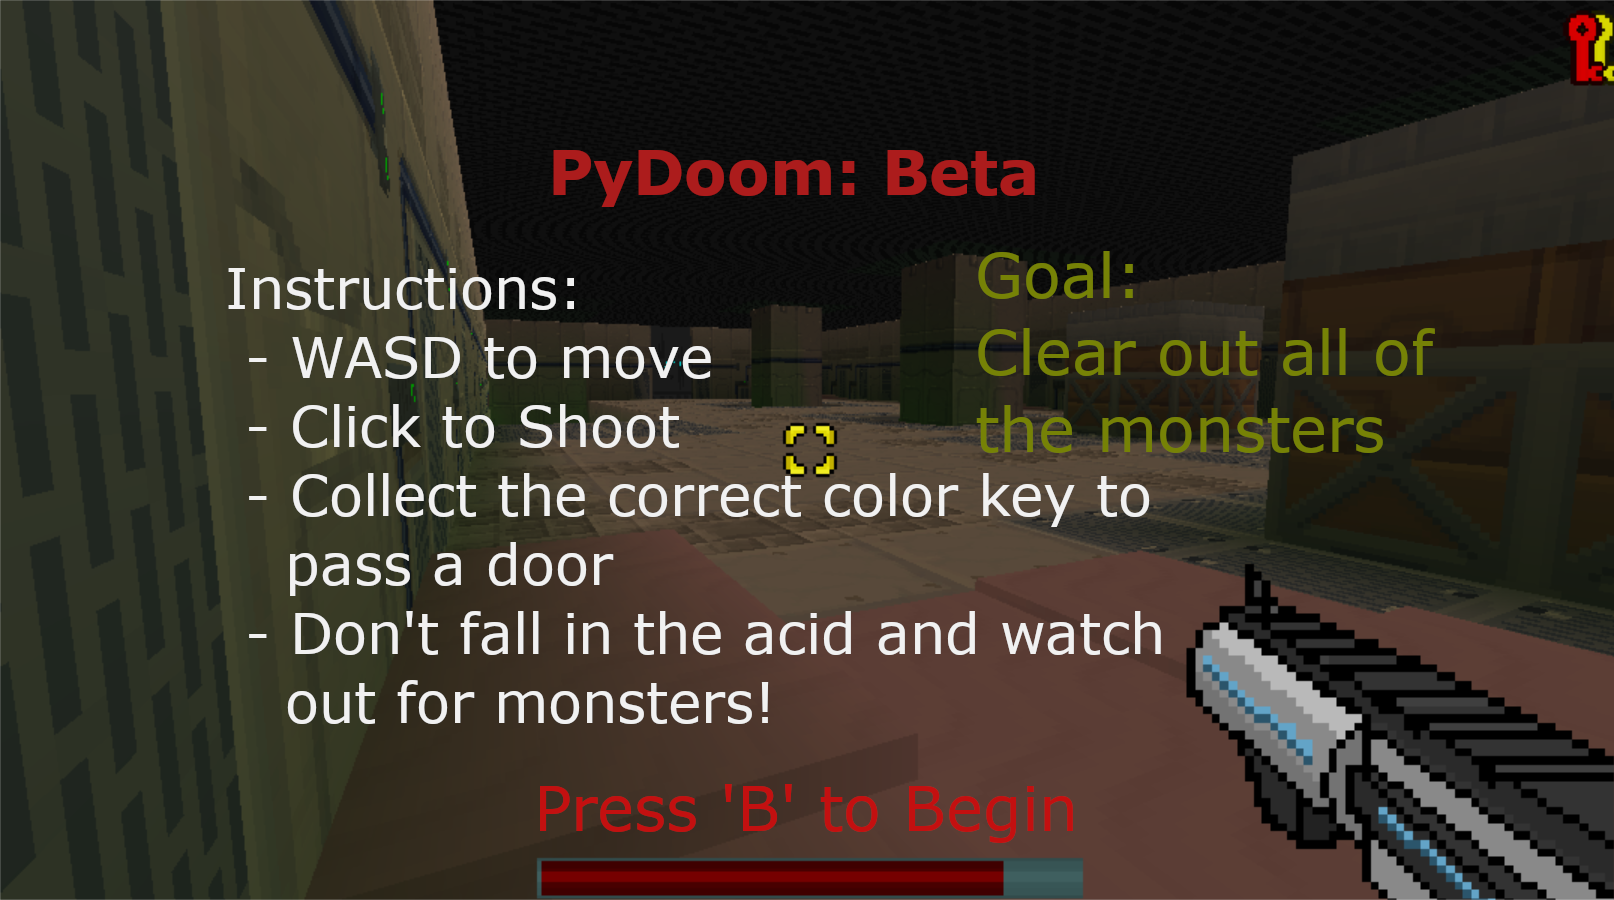 PyDoom: Beta
Instructions:
- WASD to move
- Click to Shoot
- Collect the correct color key to
pass a door
- Don't fall in the acid and watch
out for monsters!
Goal:
Clear out all of
the monsters
Press 'B' to Begin